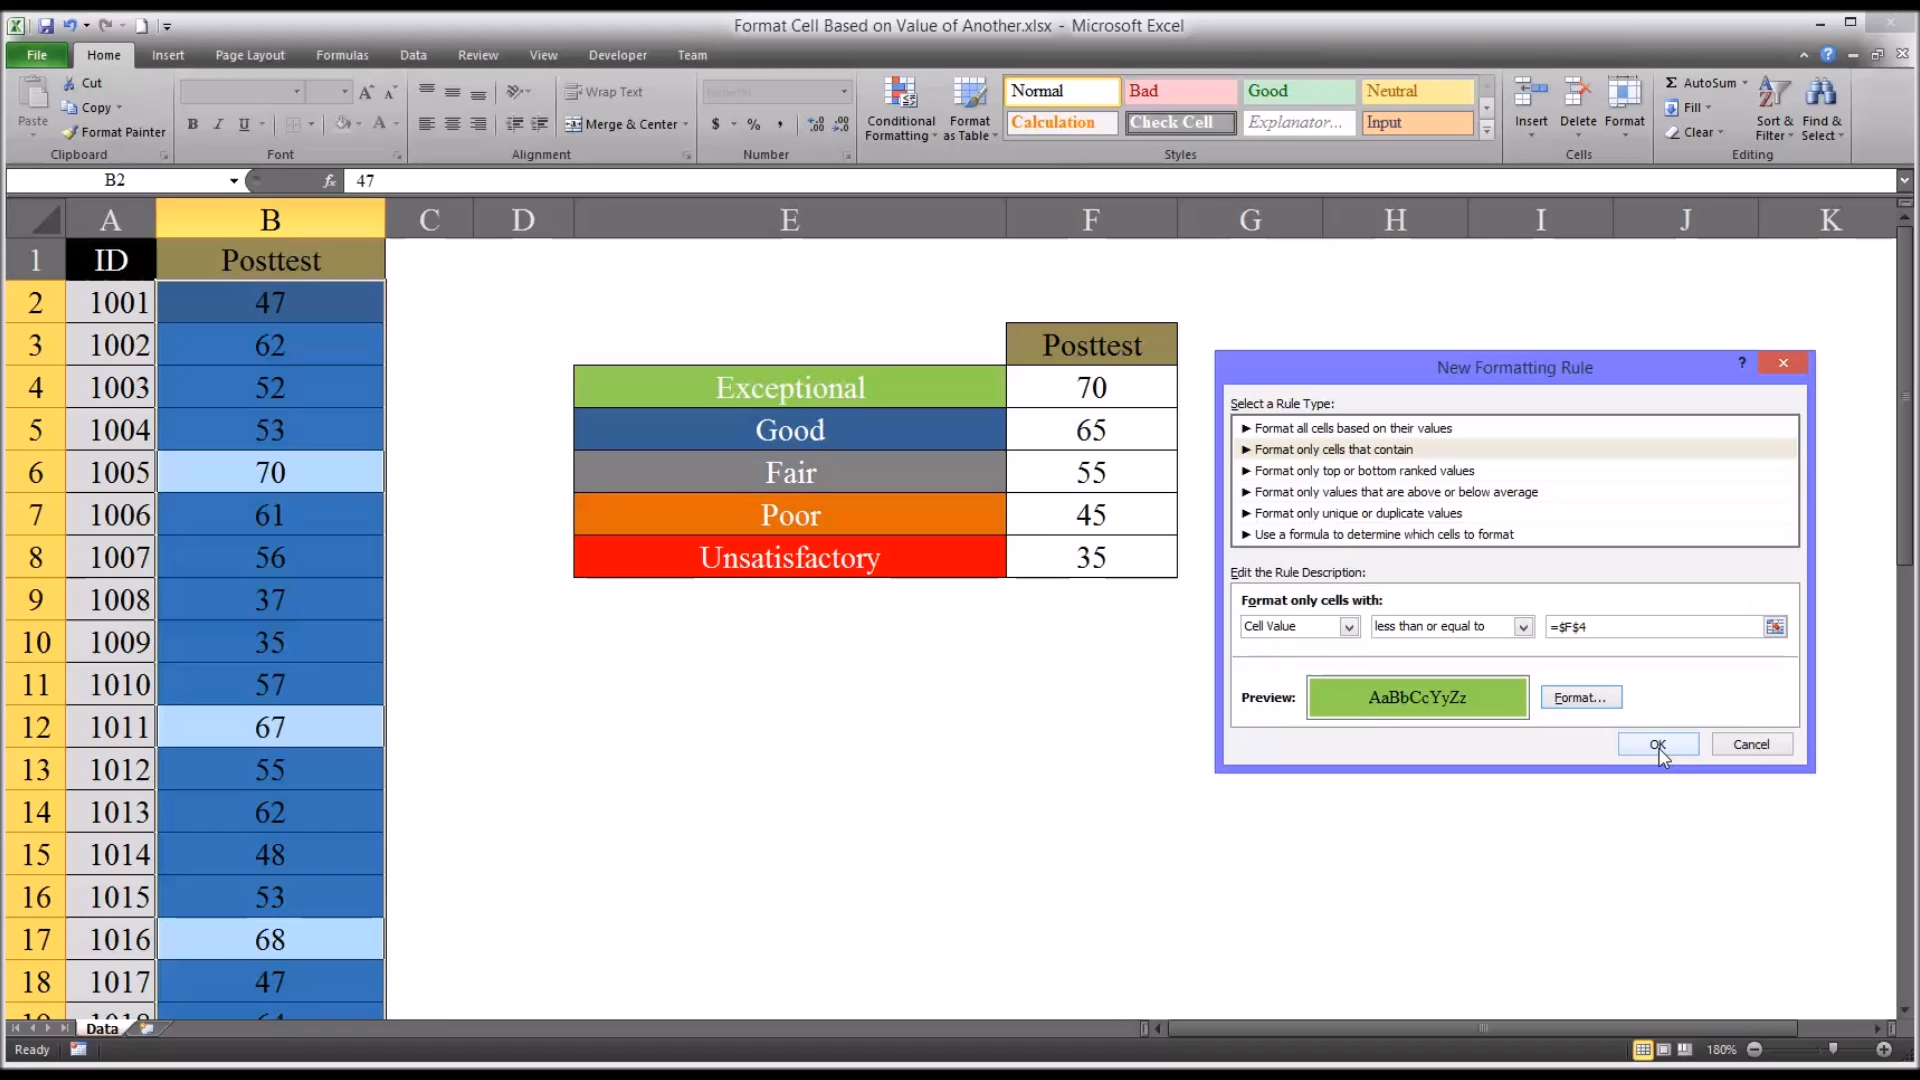 Format Cell Based on Value of Another.xlsx - Microsoft Excel
File Home Insert Page Layout Formulas Data Review View Developer Team
Paste
Cut
Copy
Format Painter
Clipboard
B I U
Font
Wrap Text
Merge & Center
Alignment
$ % ,
Number
Conditional Formatting
Format as Table
Normal Bad Good Neutral
Calculation Check Cell Explanator... Input
Styles
Insert Delete Format
Cells
Σ AutoSum
Fill
Clear
Sort & Filter
Find & Select
Editing
B2 fx 47
A B C D E F G H I J K
1 ID Posttest
2 1001 47
3 1002 62 Posttest
4 1003 52 Exceptional 70
5 1004 53 Good 65
6 1005 70 Fair 55
7 1006 61 Poor 45
8 1007 56 Unsatisfactory 35
9 1008 37
10 1009 35
11 1010 57
12 1011 67
13 1012 55
14 1013 62
15 1014 48
16 1015 53
17 1016 68
18 1017 47
New Formatting Rule
Select a Rule Type:
► Format all cells based on their values
► Format only cells that contain
► Format only top or bottom ranked values
► Format only values that are above or below average
► Format only unique or duplicate values
► Use a formula to determine which cells to format
Edit the Rule Description:
Format only cells with:
Cell Value less than or equal to =$F$4
Preview: AaBbCcYyZz Format...
OK Cancel
Data
Ready 180%